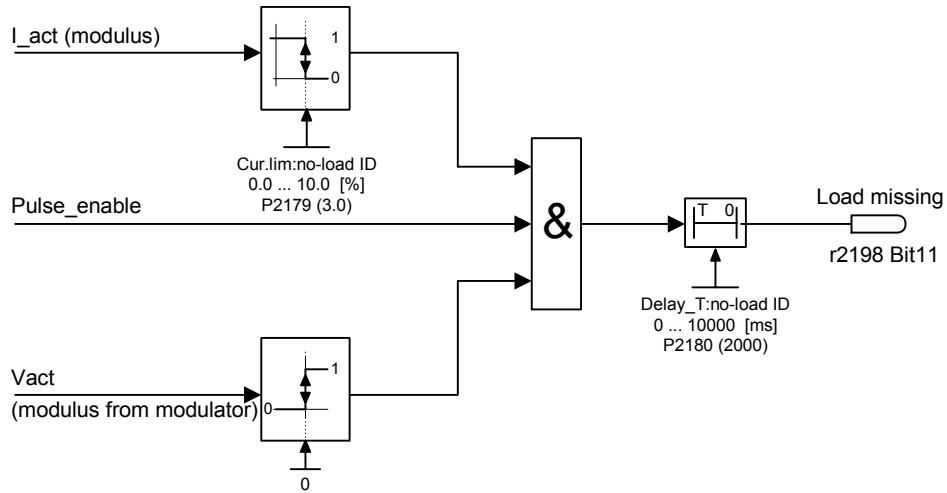 I_act (modulus)
1
0
Cur.lim:no-load ID
0.0 ... 10.0 [%]
P2179 (3.0)
Pulse_enable
&
T 0
Load missing
r2198 Bit11
Delay_T:no-load ID
0 ... 10000 [ms]
P2180 (2000)
Vact
(modulus from modulator)
1
0
0